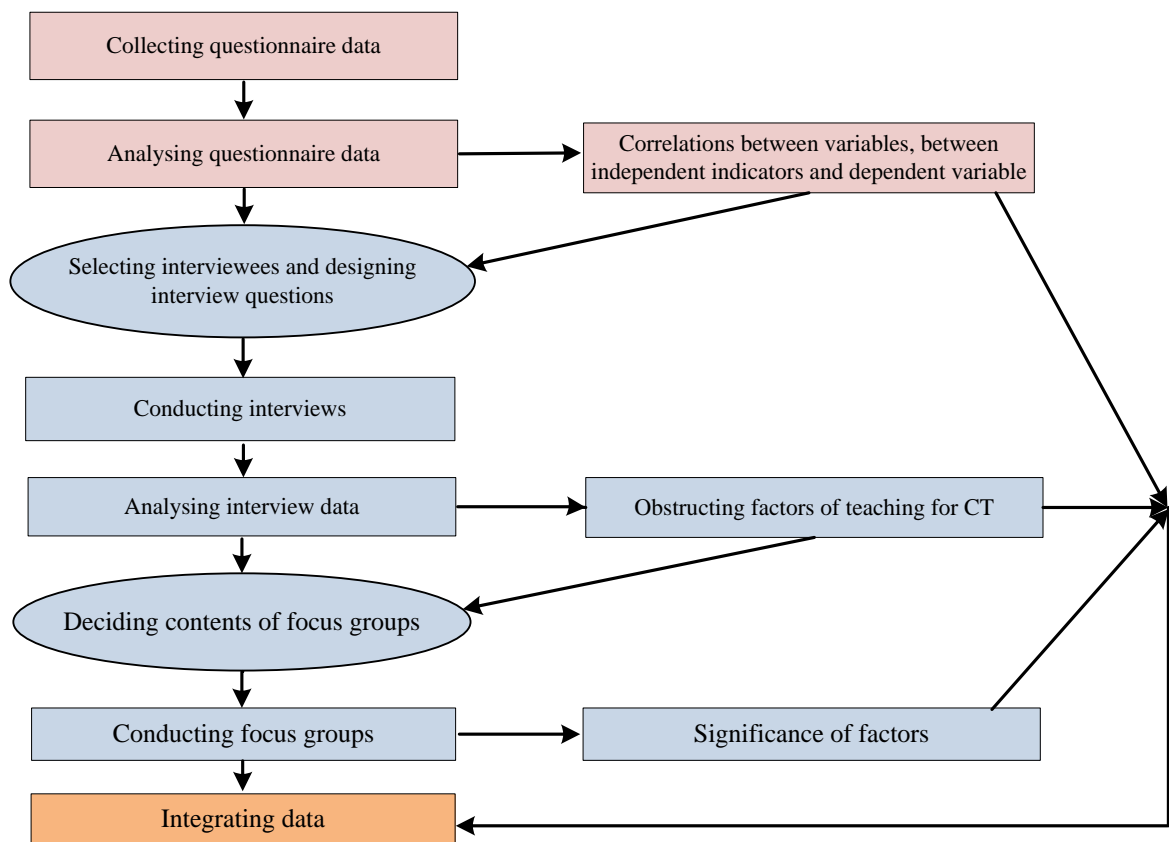 Collecting questionnaire data
Analysing questionnaire data
Correlations between variables, between
independent indicators and dependent variable
Selecting interviewees and designing
interview questions
Conducting interviews
Analysing interview data
Obstructing factors of teaching for CT
Deciding contents of focus groups
Conducting focus groups
Significance of factors
Integrating data